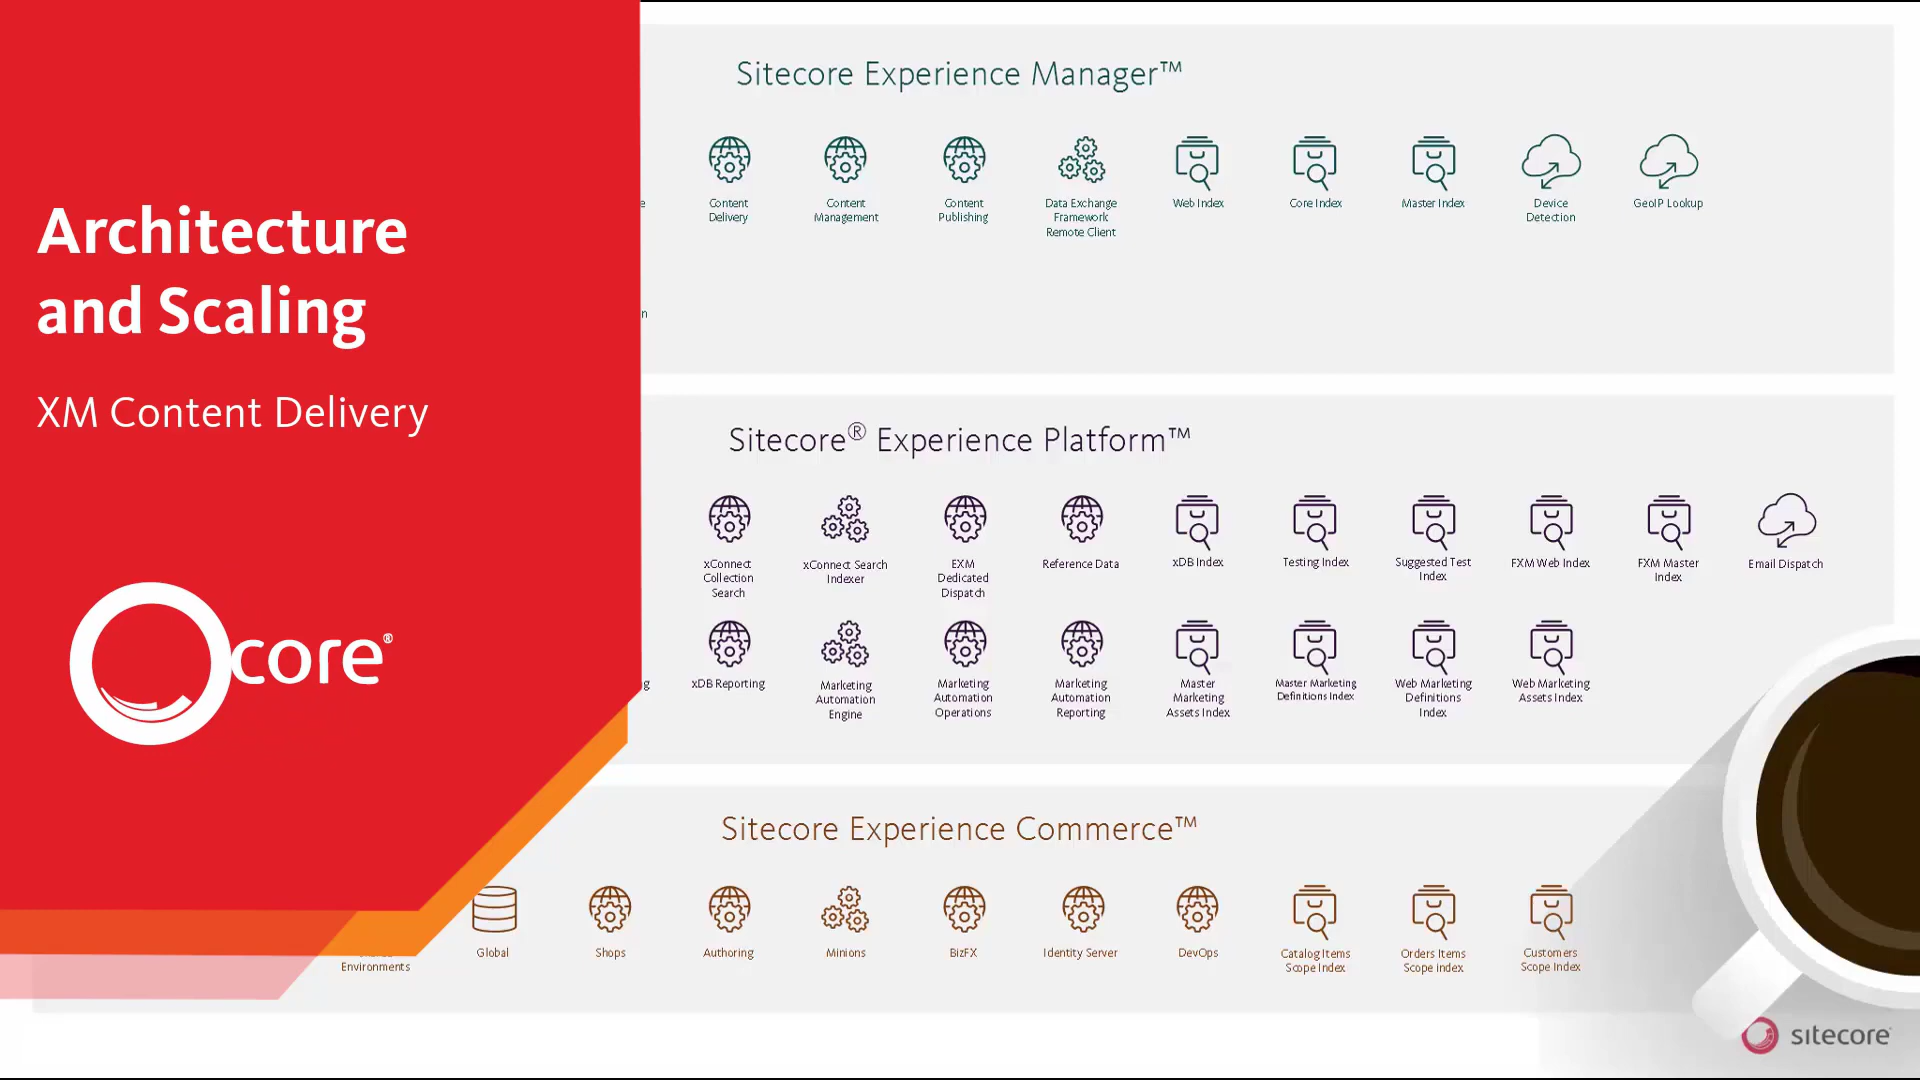 Architecture
and Scaling
XM Content Delivery
core®
Sitecore Experience Manager™
e
Content
Delivery
Content
Management
Content
Publishing
Data Exchange
Framework
Remote Client
Web Index
Core Index
Master Index
Device
Detection
GeoIP Lookup
n
Sitecore® Experience Platform™
xConnect
Collection
Search
xConnect Search
Indexer
EXM
Dedicated
Dispatch
Reference Data
xDB Index
Testing Index
Suggested Test
Index
FXM Web Index
FXM Master
Index
Email Dispatch
g
xDB Reporting
Marketing
Automation
Engine
Marketing
Automation
Operations
Marketing
Automation
Reporting
Master
Marketing
Assets Index
Master Marketing
Definitions Index
Web Marketing
Definitions
Index
Web Marketing
Assets Index
Sitecore Experience Commerce™
Environments
Global
Shops
Authoring
Minions
BizFX
Identity Server
DevOps
Catalog Items
Scope Index
Orders Items
Scope index
Customers
Scope Index
sitecore